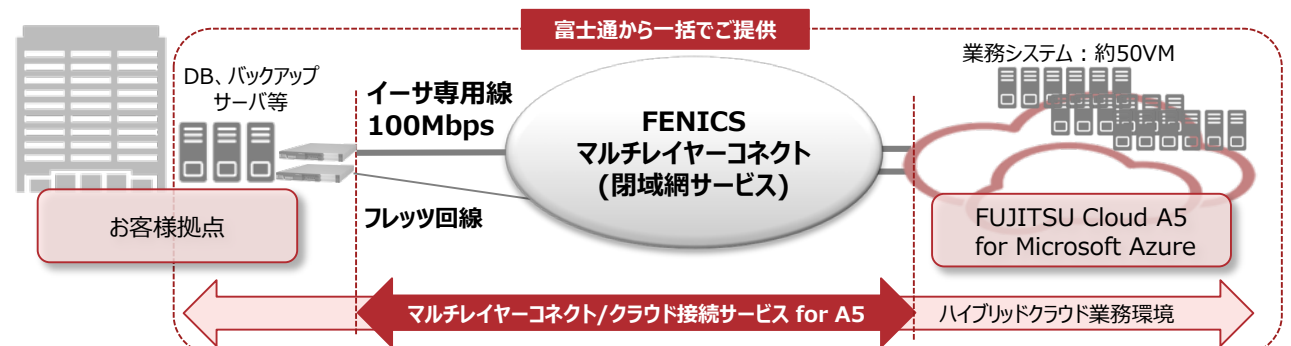 富士通から一括でご提供
業務システム：約50VM
DB、バックアップ
サーバ等
イーサ専用線
100Mbps
FENICS
マルチレイヤーコネクト
(閉域網サービス)
フレッツ回線
お客様拠点
FUJITSU Cloud A5
for Microsoft Azure
マルチレイヤーコネクト/クラウド接続サービス for A5
ハイブリッドクラウド業務環境